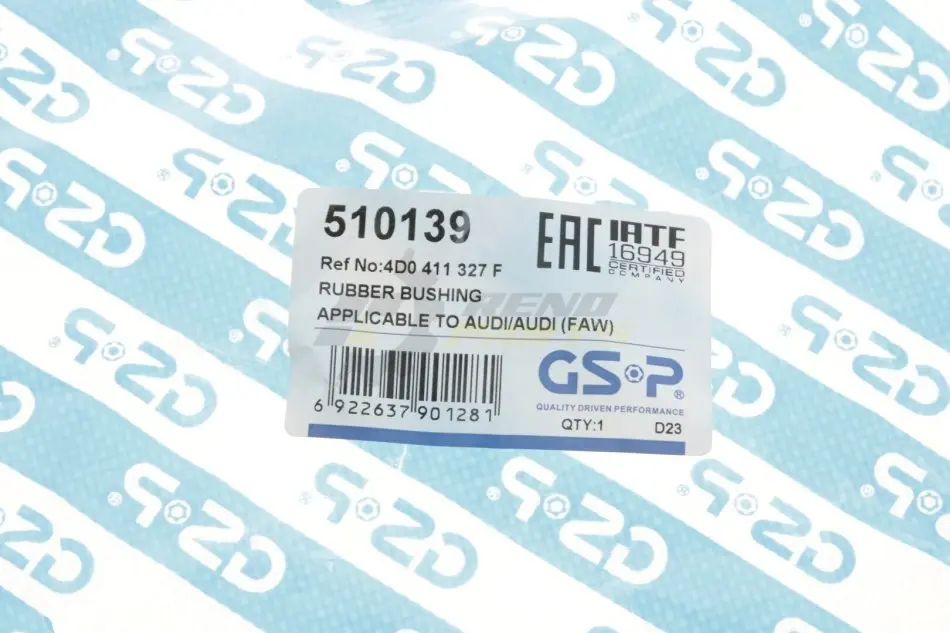 510139
EAC
IATF
16949
CERTIFIED
COMPANY
Ref No:4D0 411 327 F
RUBBER BUSHING
APPLICABLE TO AUDI/AUDI (FAW)
6 922637 901281
GS P®
QUALITY DRIVEN PERFORMANCE
QTY:1 D23